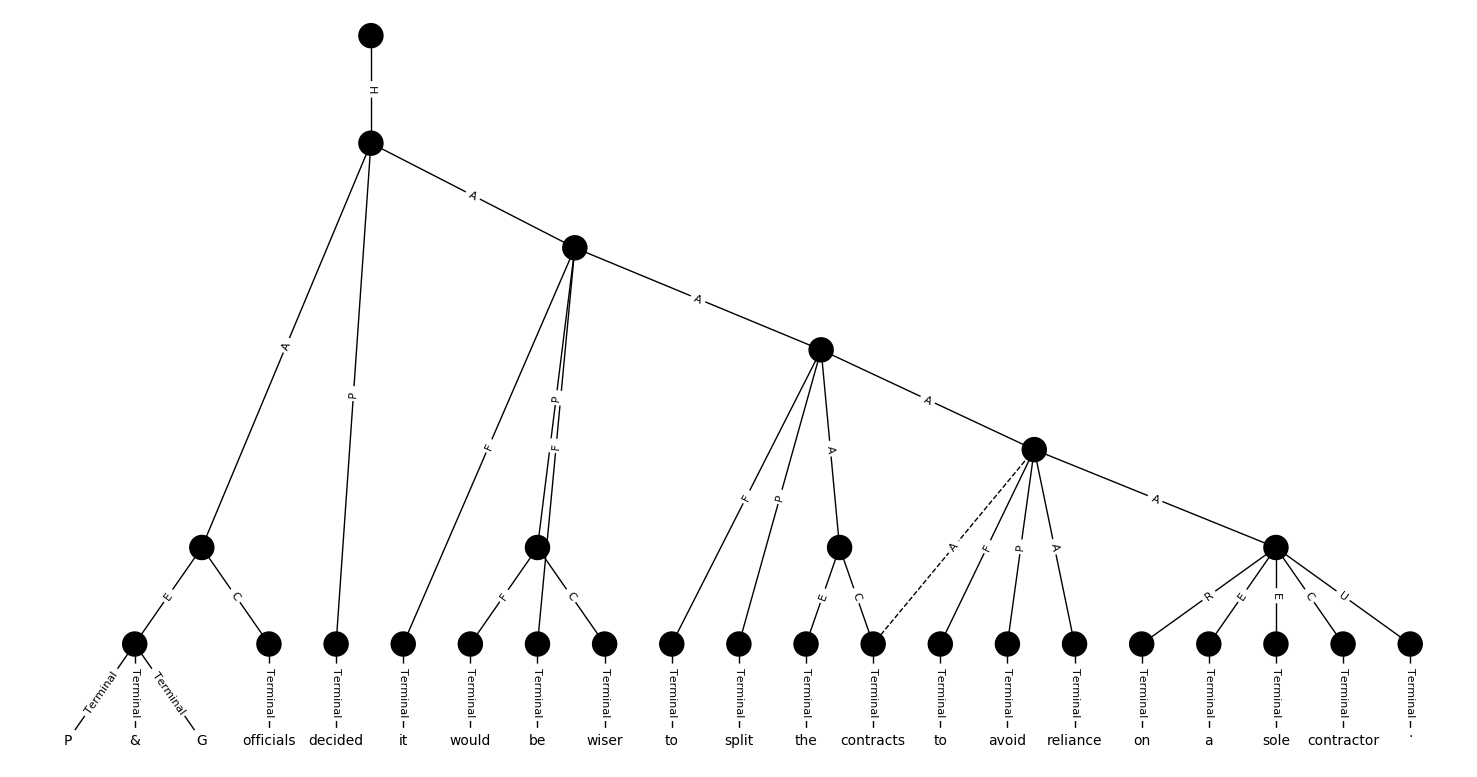 H
A
A
A
P
F
P
F
A
F
P
A
A
E
C
F
C
E
C
A
F
P
A
A
R
E
E
C
U
Terminal Terminal Terminal Terminal Terminal Terminal Terminal Terminal Terminal Terminal Terminal Terminal Terminal Terminal Terminal Terminal Terminal Terminal Terminal Terminal Terminal
P & G officials decided it would be wiser to split the contracts to avoid reliance on a sole contractor .